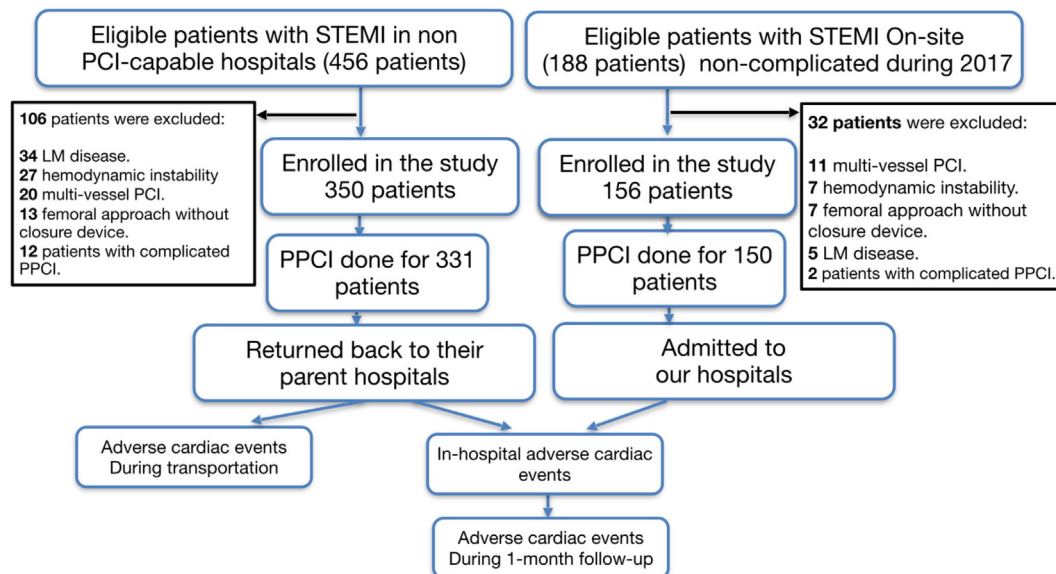 Eligible patients with STEMI in non
PCI-capable hospitals (456 patients)
Eligible patients with STEMI On-site
(188 patients) non-complicated during 2017
106 patients were excluded:
34 LM disease.
27 hemodynamic instability
20 multi-vessel PCI.
13 femoral approach without
closure device.
12 patients with complicated
PPCI.
32 patients were excluded:
11 multi-vessel PCI.
7 hemodynamic instability.
7 femoral approach without
closure device.
5 LM disease.
2 patients with complicated PPCI.
Enrolled in the study
350 patients
Enrolled in the study
156 patients
PPCI done for 331
patients
PPCI done for 150
patients
Returned back to their
parent hospitals
Admitted to
our hospitals
Adverse cardiac events
During transportation
In-hospital adverse cardiac
events
Adverse cardiac events
During 1-month follow-up